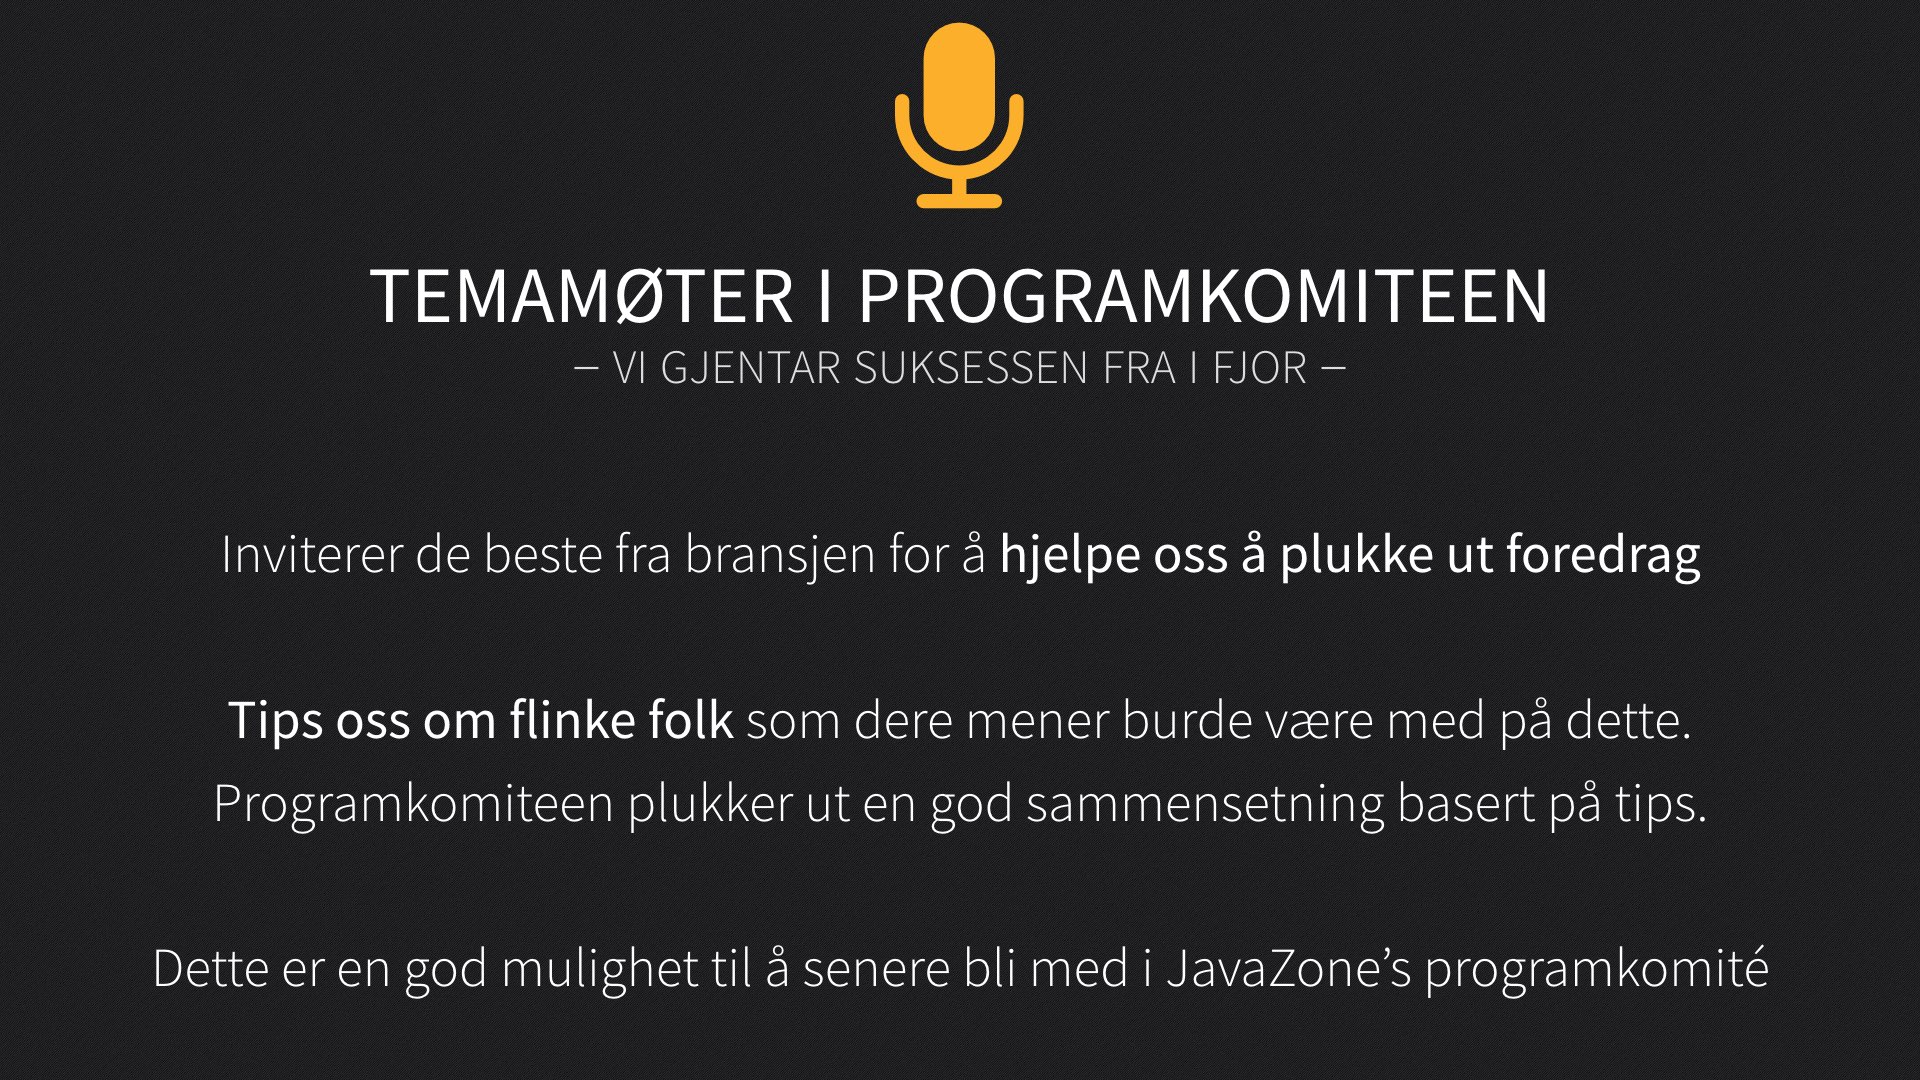 TEMAMØTER I PROGRAMKOMITEEN
– VI GJENTAR SUKSESSEN FRA I FJOR –
Inviterer de beste fra bransjen for å hjelpe oss å plukke ut foredrag
Tips oss om flinke folk som dere mener burde være med på dette.
Programkomiteen plukker ut en god sammensetning basert på tips.
Dette er en god mulighet til å senere bli med i JavaZone’s programkomité